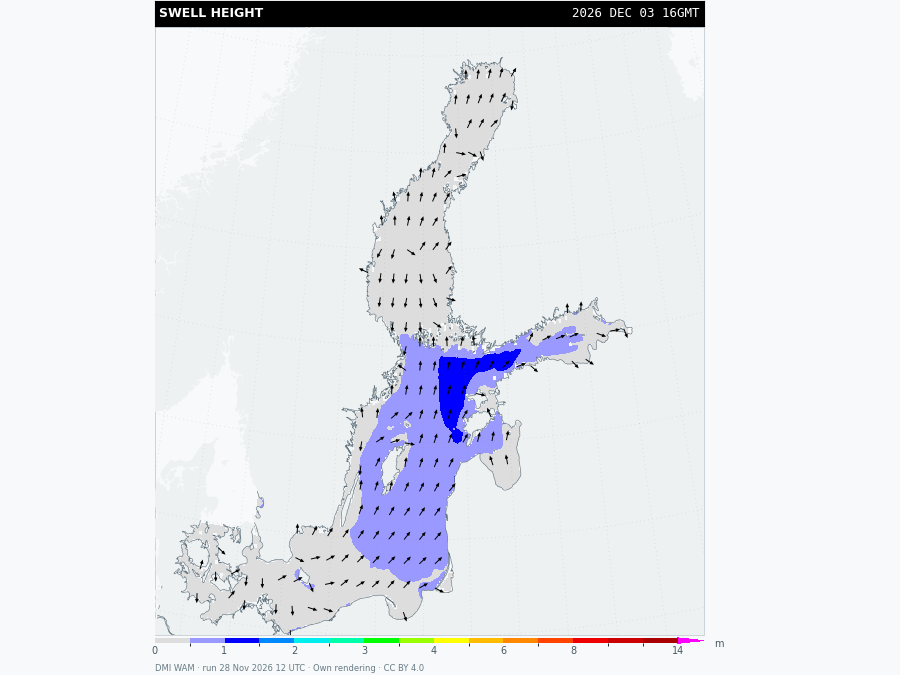 SWELL HEIGHT 2026 DEC 03 16GMT
0 1 2 3 4 6 8 14 m
DMI WAM · run 28 Nov 2026 12 UTC · Own rendering · CC BY 4.0